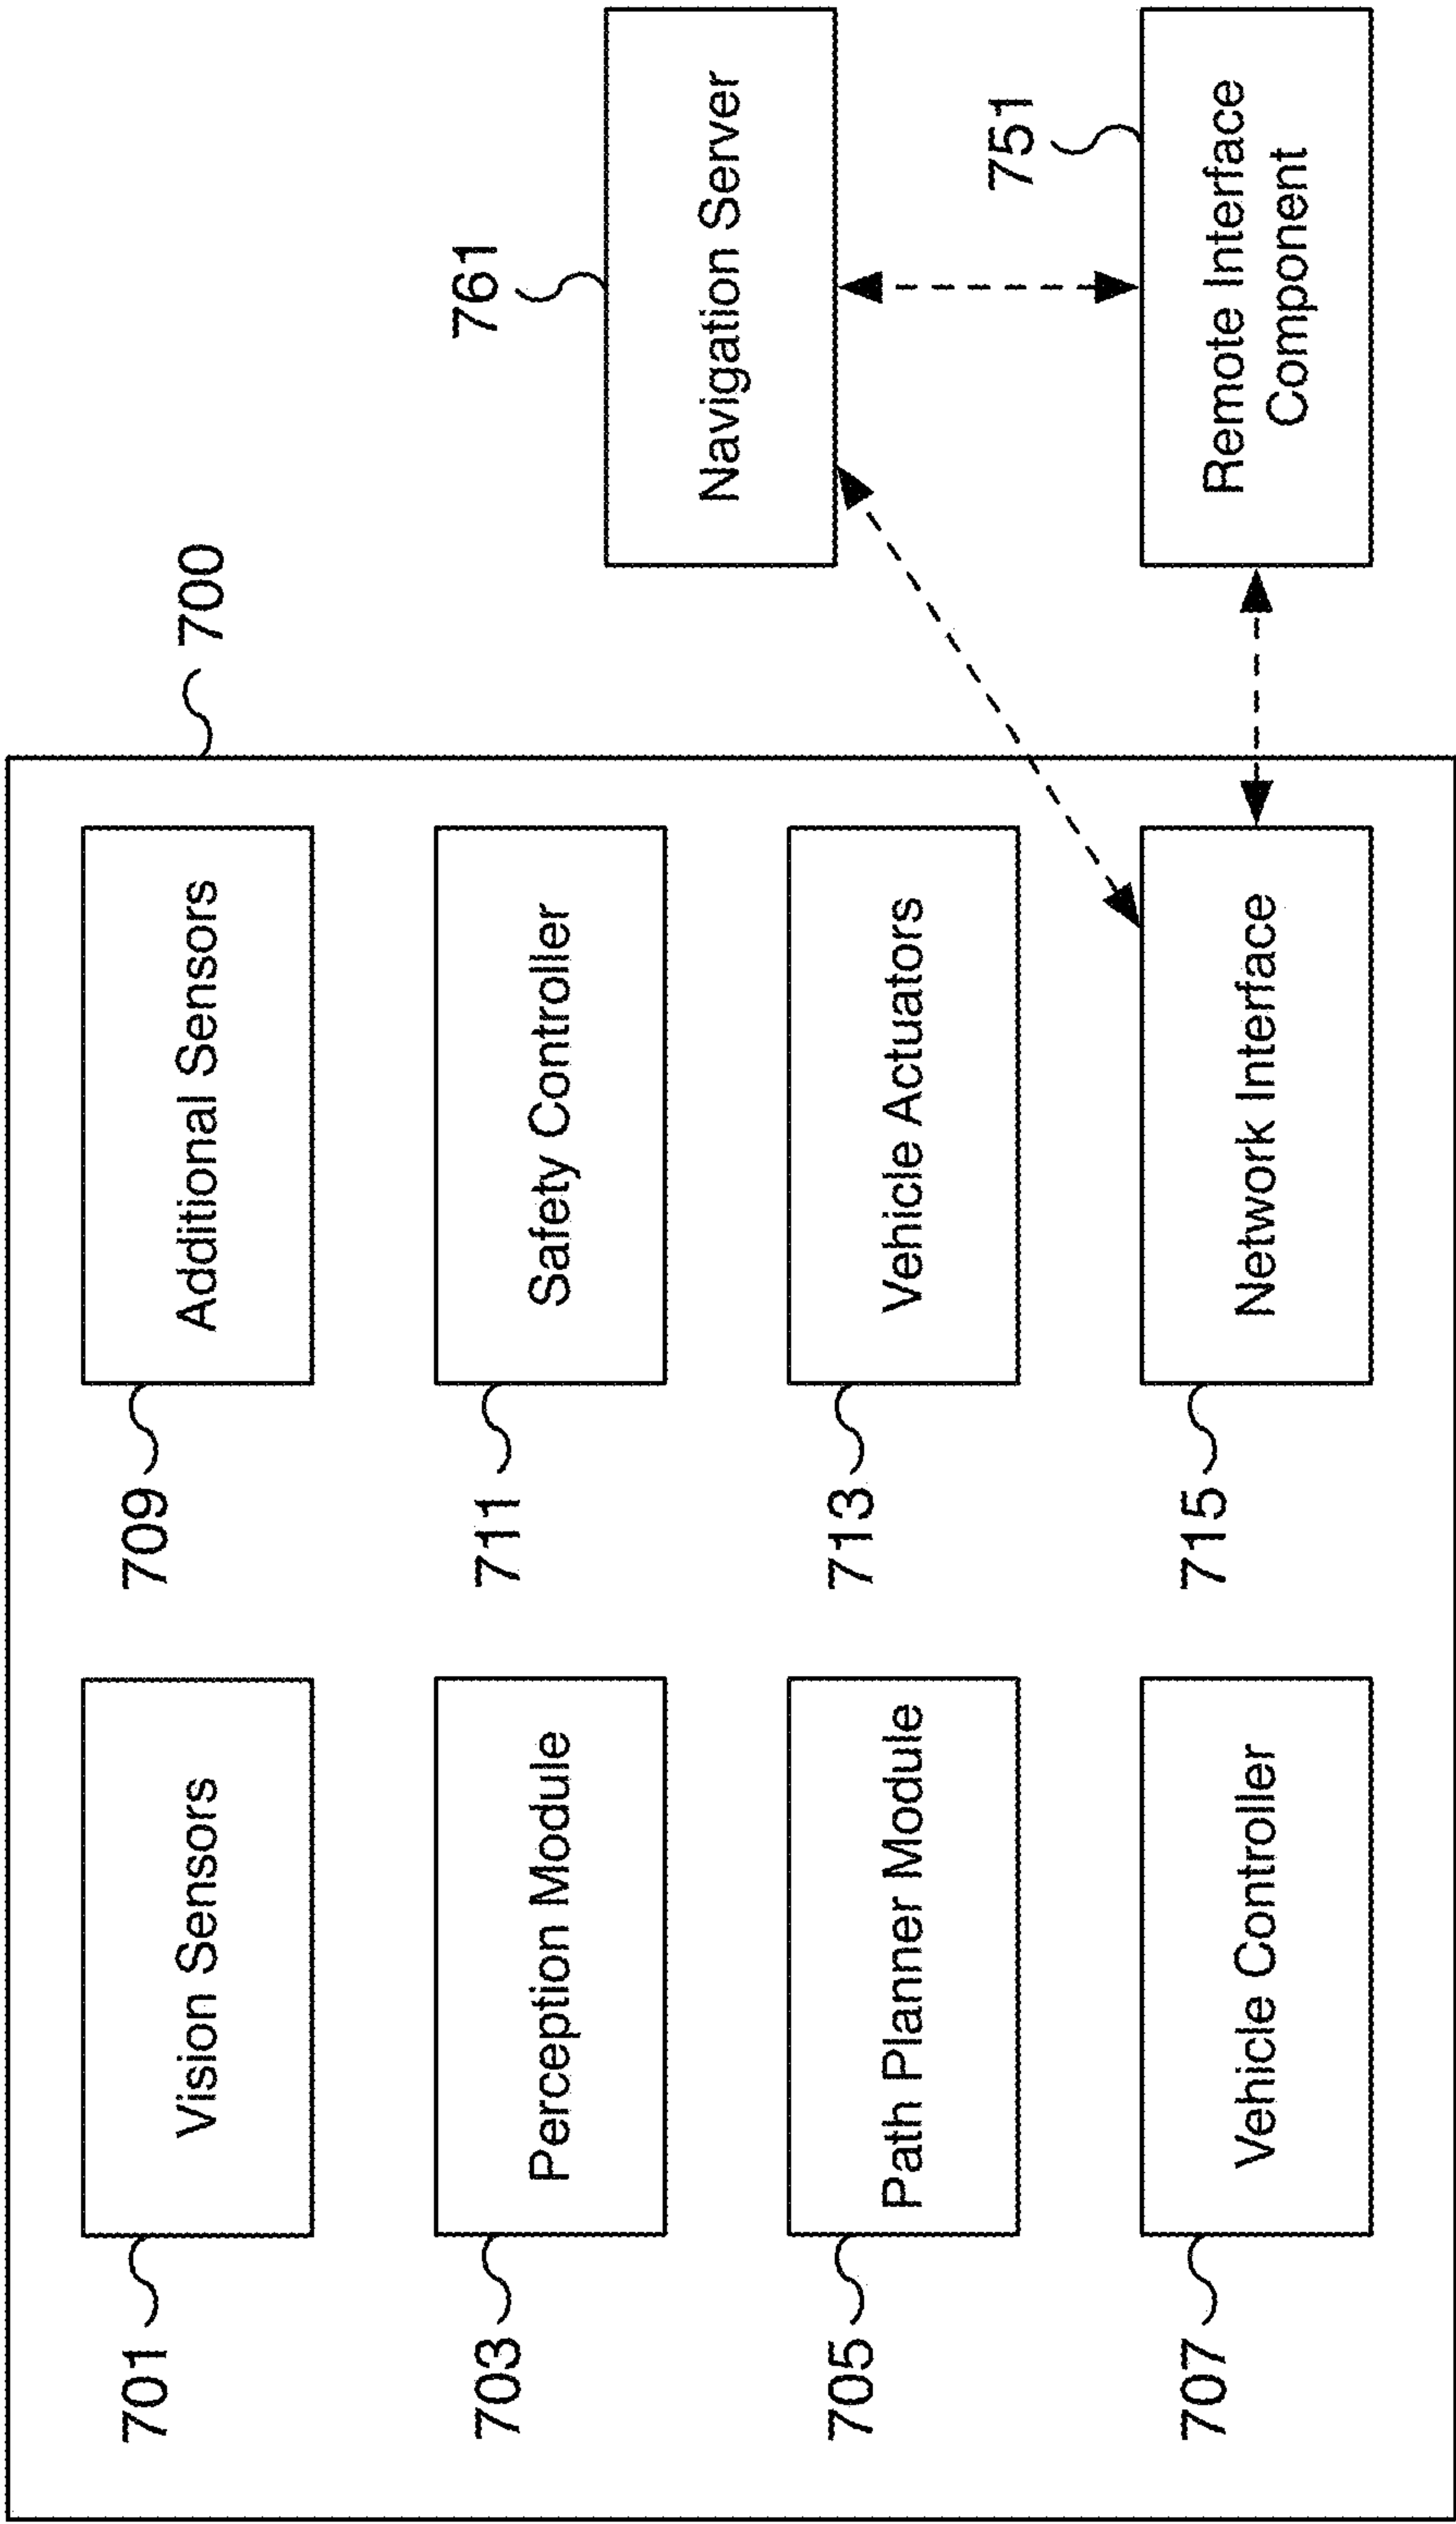 700
701
Vision Sensors
709
Additional Sensors
703
Perception Module
711
Safety Controller
761
Navigation Server
705
Path Planner Module
713
Vehicle Actuators
707
Vehicle Controller
715
Network Interface
751
Remote Interface
Component